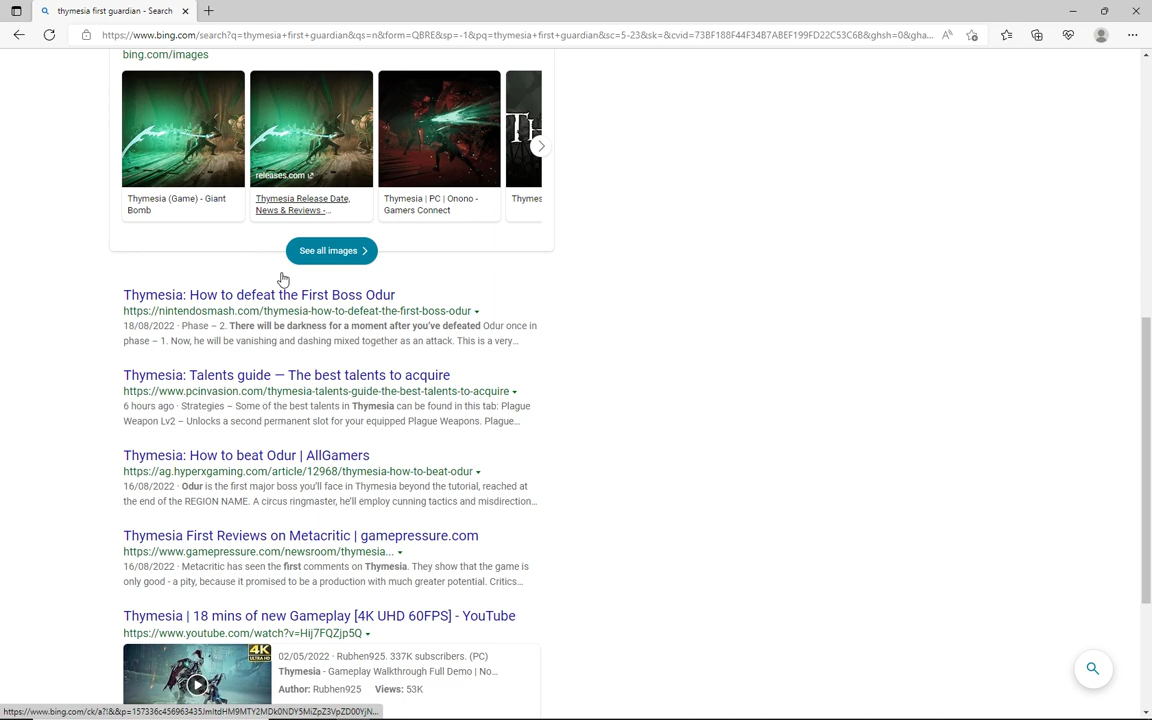 thymesia first guardian - Search
https://www.bing.com/search?q=thymesia+first+guardian&qs=n&form=QBRE&sp=-1&pq=thymesia+first+guardian&sc=5-23&sk=&cvid=73BF188F44F34B7ABEF199FD22C53C6B&ghsh=0&gha...
bing.com/images
releases.com
Th
Thymesia (Game) - Giant Bomb
Thymesia Release Date, News & Reviews -...
Thymesia | PC | Onono - Gamers Connect
Thymes
See all images
Thymesia: How to defeat the First Boss Odur
https://nintendosmash.com/thymesia-how-to-defeat-the-first-boss-odur
18/08/2022 · Phase – 2. There will be darkness for a moment after you've defeated Odur once in
phase – 1. Now, he will be vanishing and dashing mixed together as an attack. This is a very...
Thymesia: Talents guide — The best talents to acquire
https://www.pcinvasion.com/thymesia-talents-guide-the-best-talents-to-acquire
6 hours ago · Strategies – Some of the best talents in Thymesia can be found in this tab: Plague
Weapon Lv2 – Unlocks a second permanent slot for your equipped Plague Weapons. Plague...
Thymesia: How to beat Odur | AllGamers
https://ag.hyperxgaming.com/article/12968/thymesia-how-to-beat-odur
16/08/2022 · Odur is the first major boss you'll face in Thymesia beyond the tutorial, reached at
the end of the REGION NAME. A circus ringmaster, he'll employ cunning tactics and misdirection...
Thymesia First Reviews on Metacritic | gamepressure.com
https://www.gamepressure.com/newsroom/thymesia...
16/08/2022 · Metacritic has seen the first comments on Thymesia. They show that the game is
only good - a pity, because it promised to be a production with much greater potential. Critics...
Thymesia | 18 mins of new Gameplay [4K UHD 60FPS] - YouTube
https://www.youtube.com/watch?v=Hij7FQZjp5Q
4K
ULTRA HD
02/05/2022 · Rubhen925. 337K subscribers. (PC)
Thymesia - Gameplay Walkthrough Full Demo | No...
Author: Rubhen925 Views: 53K
https://www.bing.com/ck/a?!&&p=157336c456963435JmltdHM9MTY2MDk0NDY5MiZpZ3VpZD00YjN...